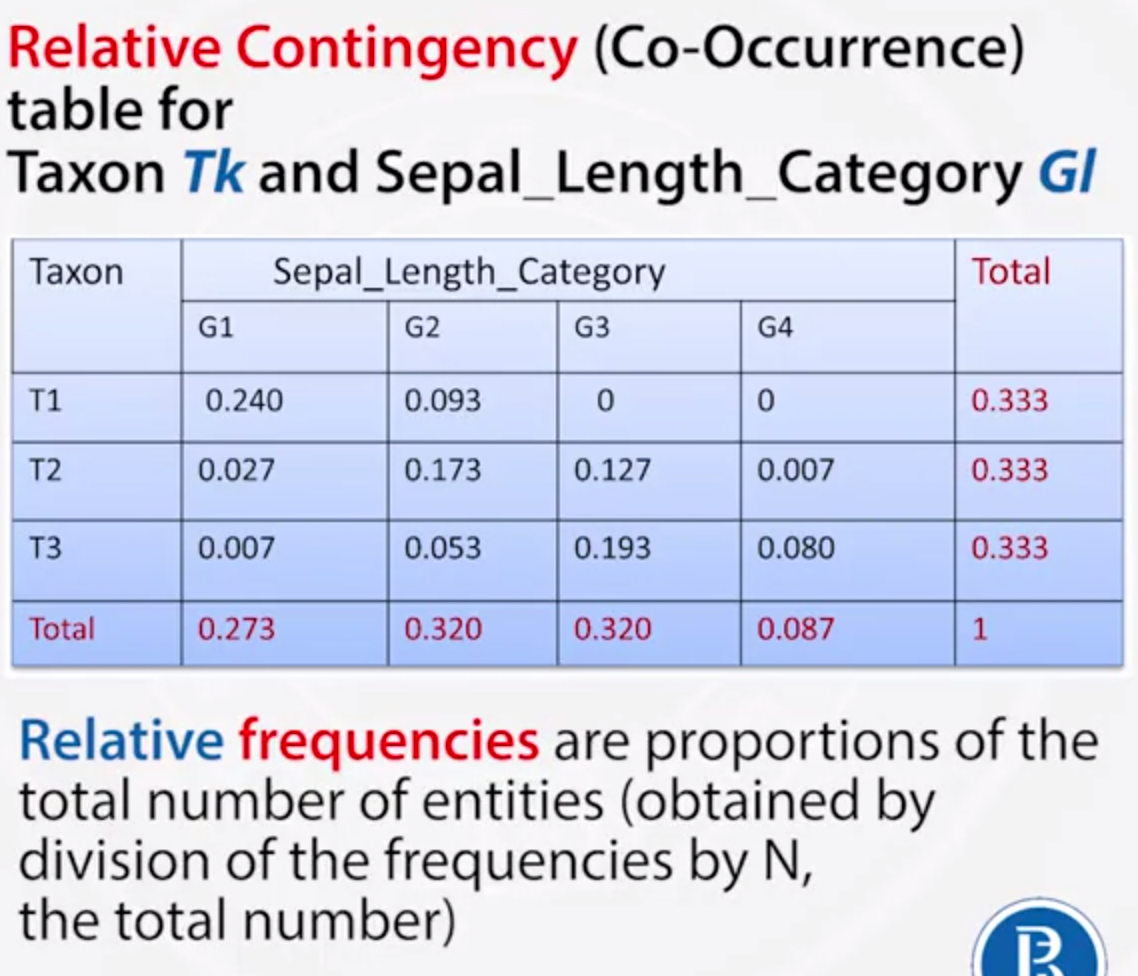 Relative Contingency (Co-Occurrence)
table for
Taxon Tk and Sepal_Length_Category Gl
Taxon Sepal_Length_Category Total
G1 G2 G3 G4
T1 0.240 0.093 0 0 0.333
T2 0.027 0.173 0.127 0.007 0.333
T3 0.007 0.053 0.193 0.080 0.333
Total 0.273 0.320 0.320 0.087 1
Relative frequencies are proportions of the
total number of entities (obtained by
division of the frequencies by N,
the total number)